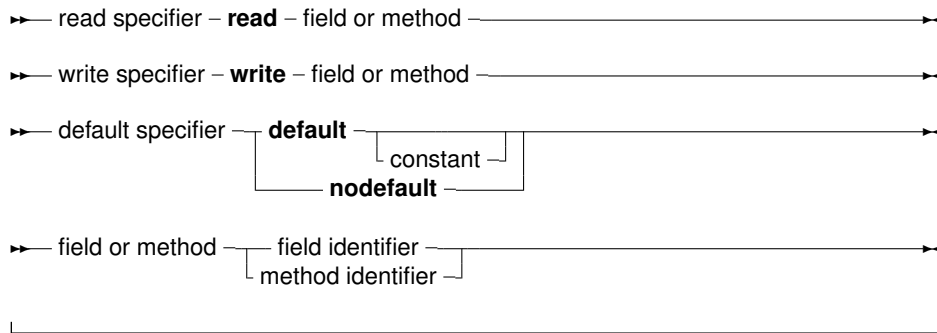 read specifier read field or method
write specifier write field or method
default specifier default
constant
nodefault
field or method field identifier
method identifier